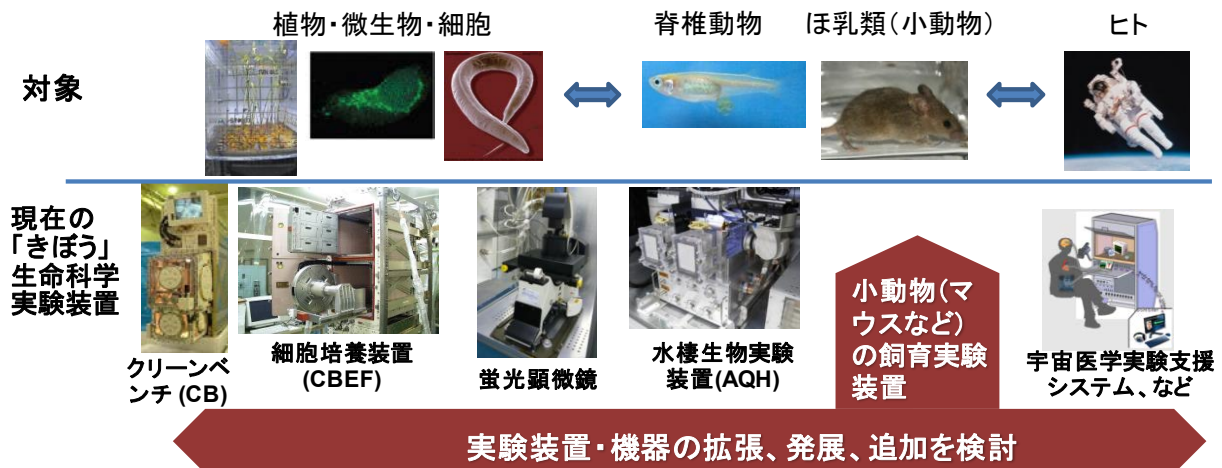 植物・微生物・細胞
脊椎動物
ほ乳類(小動物)
ヒト
対象
現在の
「きぼう」
生命科学
実験装置
クリーンベ
ンチ (CB)
細胞培養装置
(CBEF)
蛍光顕微鏡
水棲生物実験
装置(AQH)
小動物(マ
ウスなど)
の飼育実験
装置
宇宙医学実験支援
システム、など
実験装置・機器の拡張、発展、追加を検討